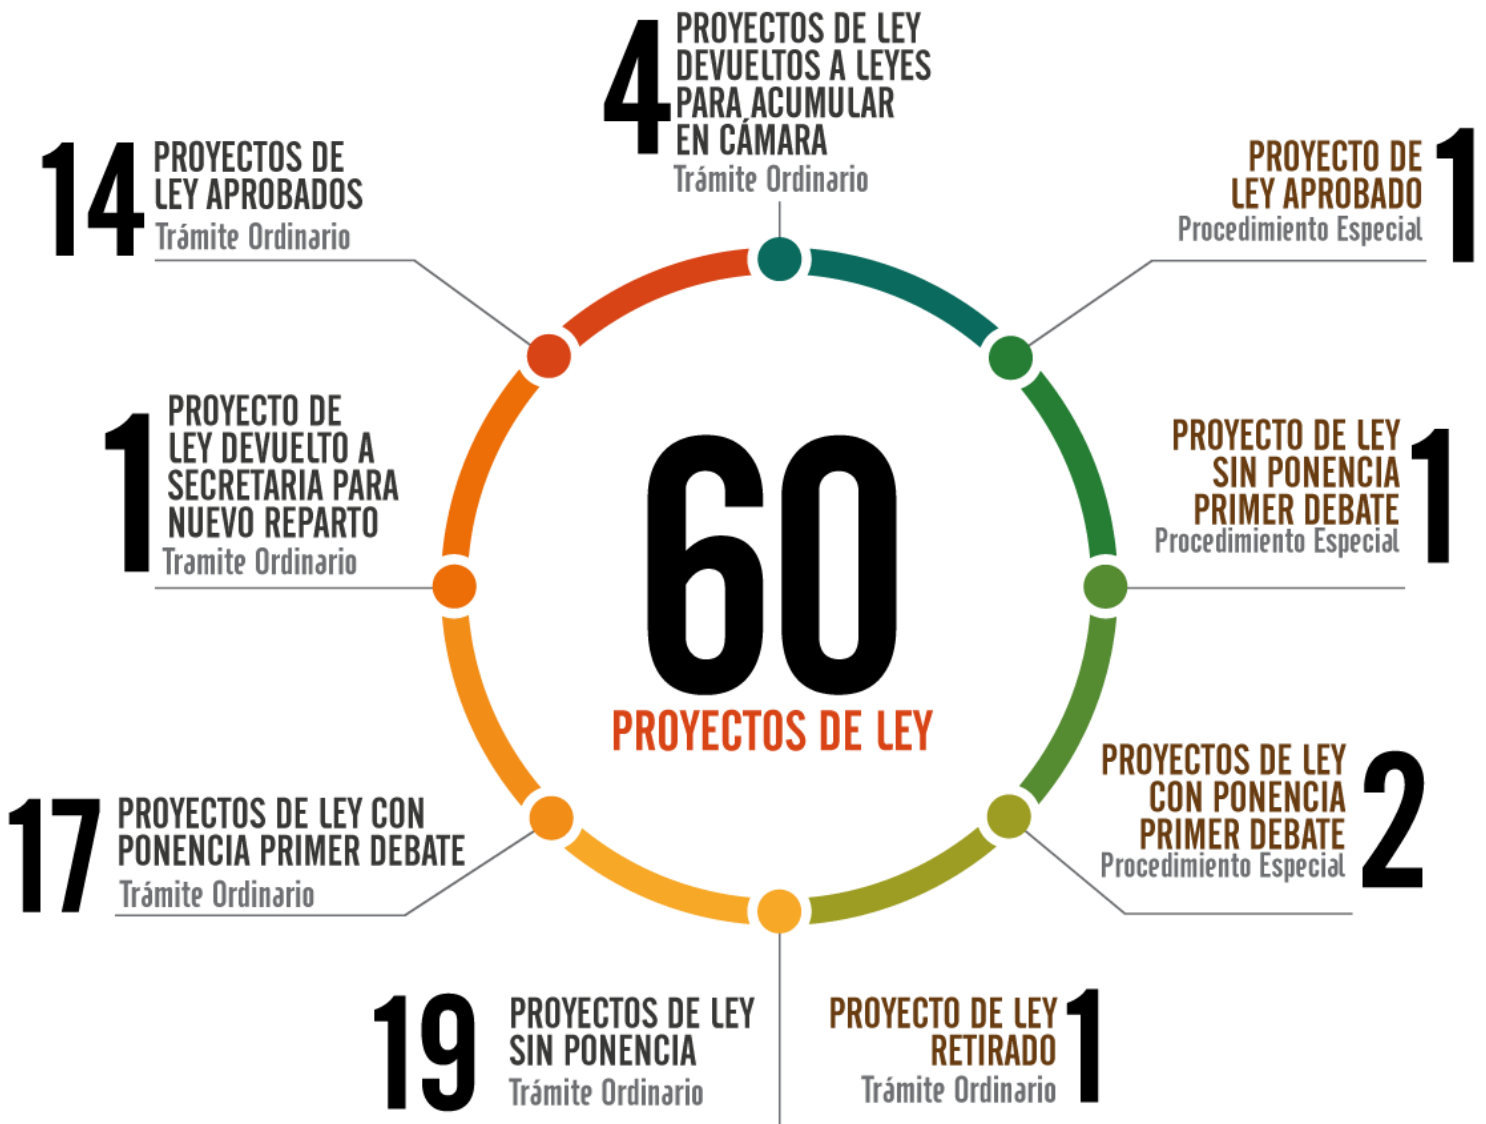 4
PROYECTOS DE LEY
DEVUELTOS A LEYES
PARA ACUMULAR
EN CÁMARA
Trámite Ordinario
14
PROYECTOS DE
LEY APROBADOS
Trámite Ordinario
PROYECTO DE
LEY APROBADO
Procedimiento Especial
1
1
PROYECTO DE
LEY DEVUELTO A
SECRETARIA PARA
NUEVO REPARTO
Tramite Ordinario
PROYECTO DE LEY
SIN PONENCIA
PRIMER DEBATE
Procedimiento Especial
1
60
PROYECTOS DE LEY
17
PROYECTOS DE LEY CON
PONENCIA PRIMER DEBATE
Trámite Ordinario
PROYECTOS DE LEY
CON PONENCIA
PRIMER DEBATE
Procedimiento Especial
2
19
PROYECTOS DE LEY
SIN PONENCIA
Trámite Ordinario
PROYECTO DE LEY
RETIRADO
Trámite Ordinario
1